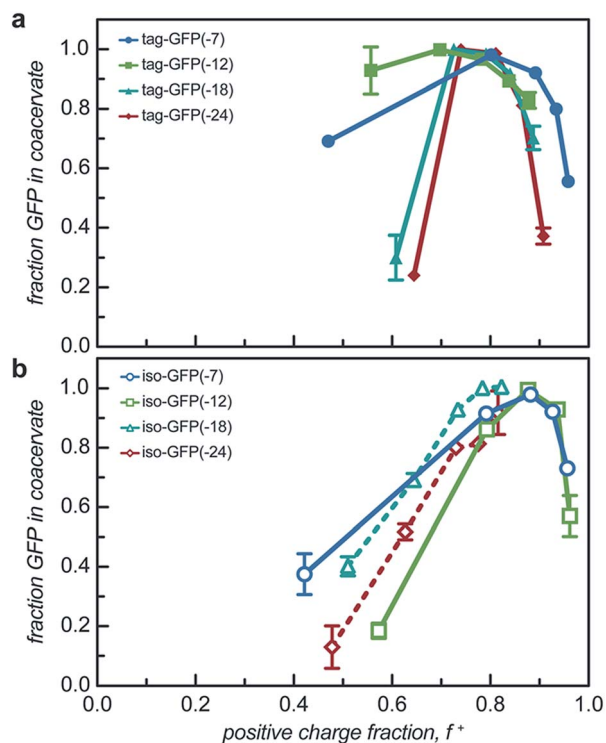 a
fraction GFP in coacervate
1.0
0.8
0.6
0.4
0.2
0.0
tag-GFP(-7)
tag-GFP(-12)
tag-GFP(-18)
tag-GFP(-24)
b
fraction GFP in coacervate
1.0
0.8
0.6
0.4
0.2
0.0
iso-GFP(-7)
iso-GFP(-12)
iso-GFP(-18)
iso-GFP(-24)
0.0 0.2 0.4 0.6 0.8 1.0
positive charge fraction, f⁺